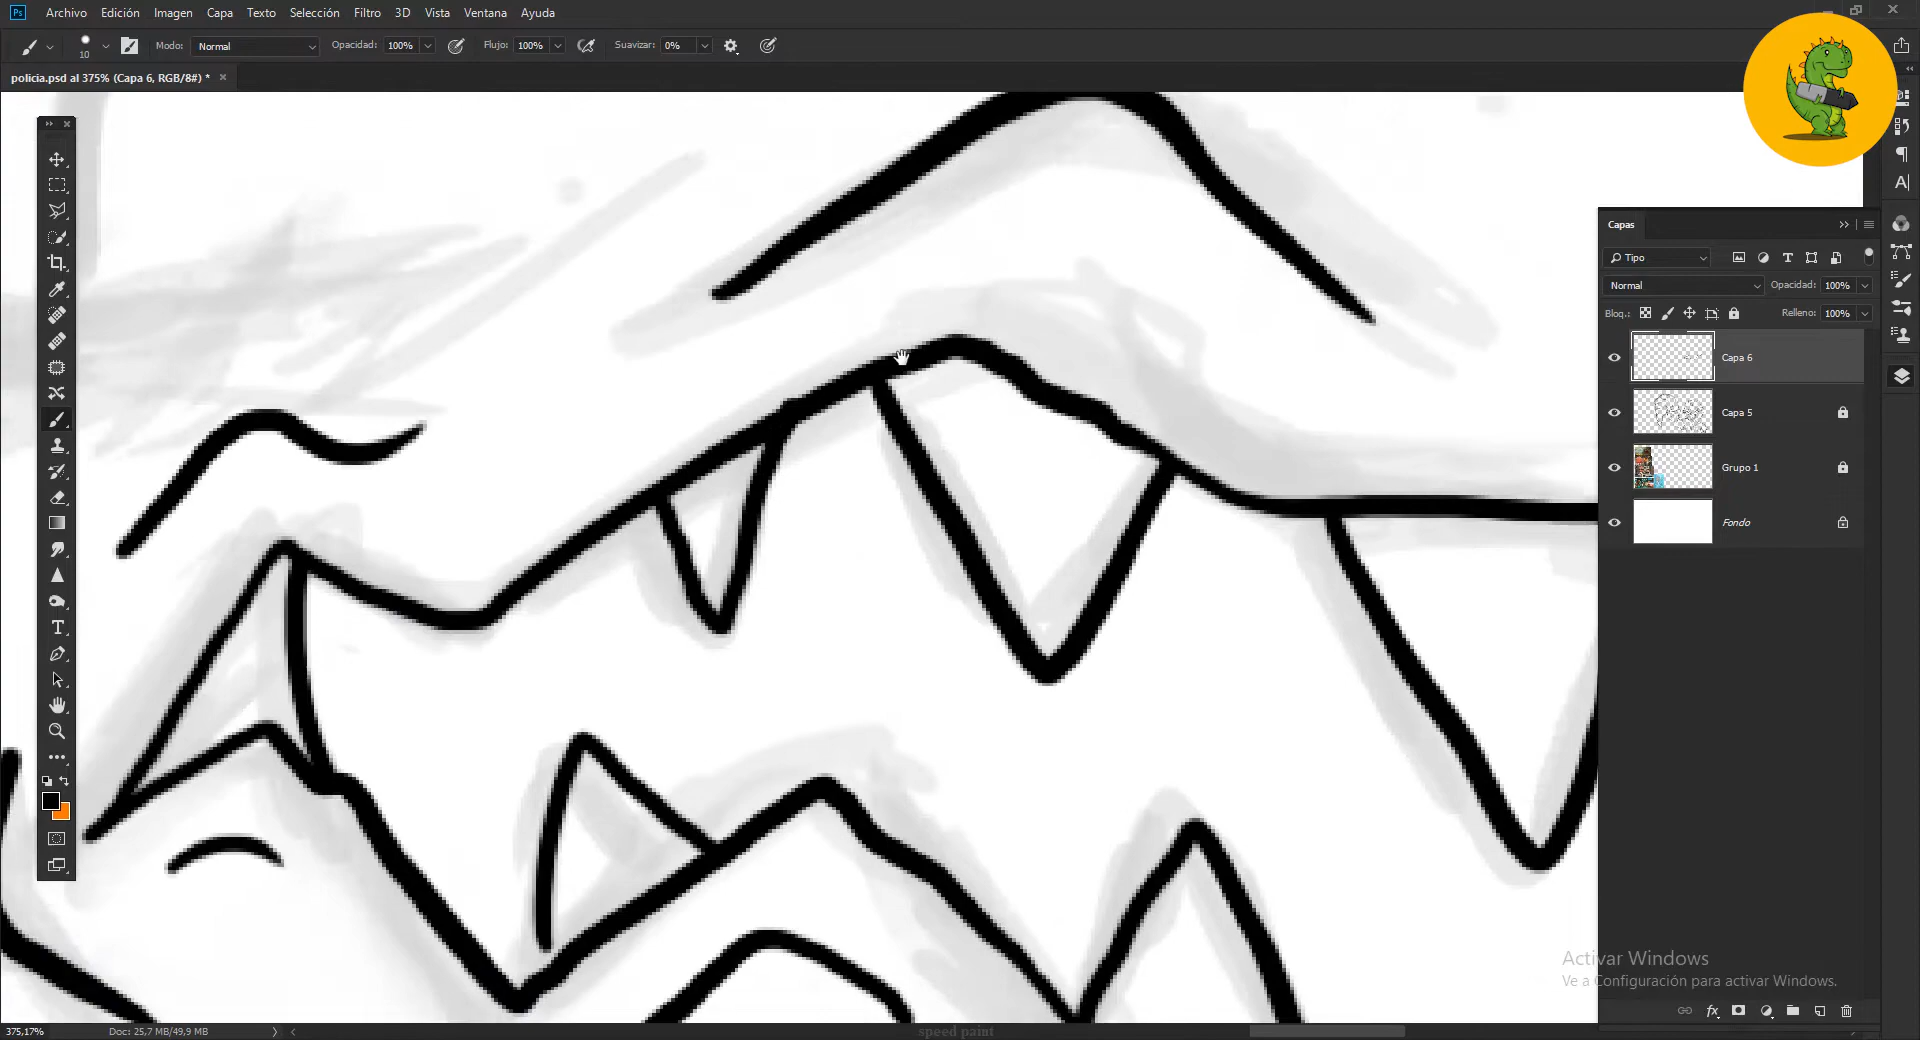 Ps Archivo Edición Imagen Capa Texto Selección Filtro 3D Vista Ventana Ayuda
10 Modo: Normal Opacidad: 100% Flujo: 100% Suavizar: 0%
policia.psd al 375% (Capa 6, RGB/8#) * ×
Capas
Tipo
Normal Opacidad: 100%
Bloq.: Relleno: 100%
Capa 6
Capa 5
Grupo 1
Fondo
Activar Windows
Ve a Configuración para activar Windows.
375,17% Doc: 25,7 MB/49,9 MB
speed paint